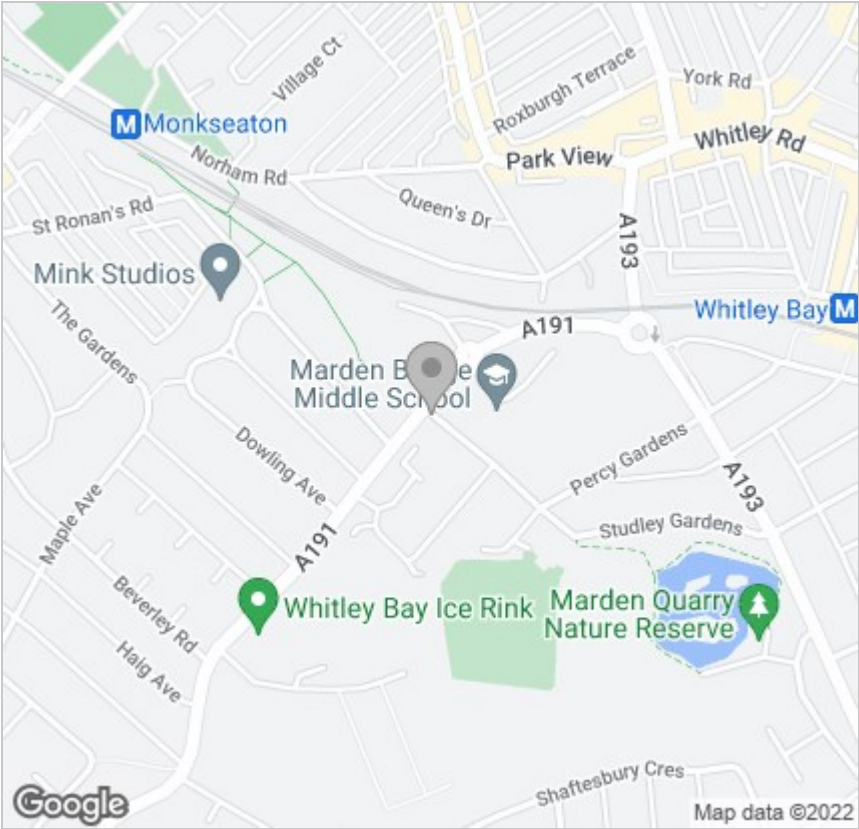 Village Ct
Roxburgh Terrace
York Rd
M Monkseaton
Whitley Rd
Park View
Norham Rd
Queen's Dr
St Ronan's Rd
A193
Mink Studios
Whitley Bay M
The Gardens
A191
Marden
Middle School
Dowling Ave
Percy Gardens
A193
Maple Ave
Studley Gardens
A191
Beverley Rd
Whitley Bay Ice Rink
Marden Quarry
Nature Reserve
Haig Ave
Shaftesbury Cres
Google
Map data ©2022